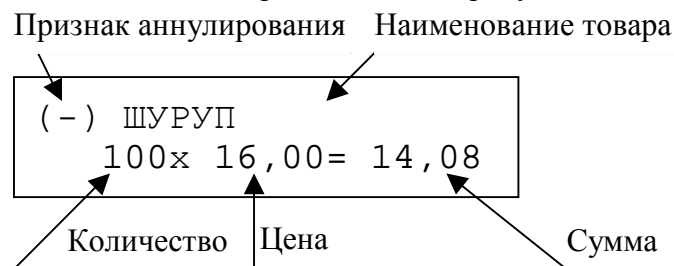 Признак аннулирования Наименование товара
(-) ШУРУП
100х 16,00= 14,08
Количество Цена Сумма